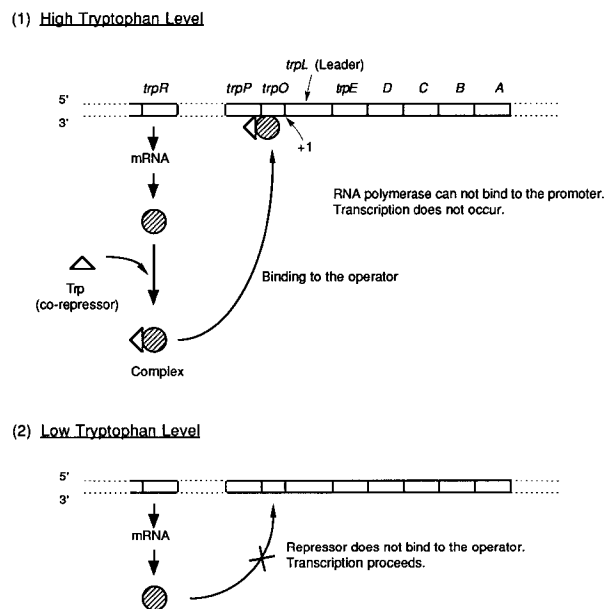 (1) High Tryptophan Level
trpL (Leader)
trpR trpP trpO trpE D C B A
5'
3'
+1
mRNA
RNA polymerase can not bind to the promoter.
Transcription does not occur.
Trp
(co-repressor)
Binding to the operator
Complex
(2) Low Tryptophan Level
5'
3'
mRNA
Repressor does not bind to the operator.
Transcription proceeds.